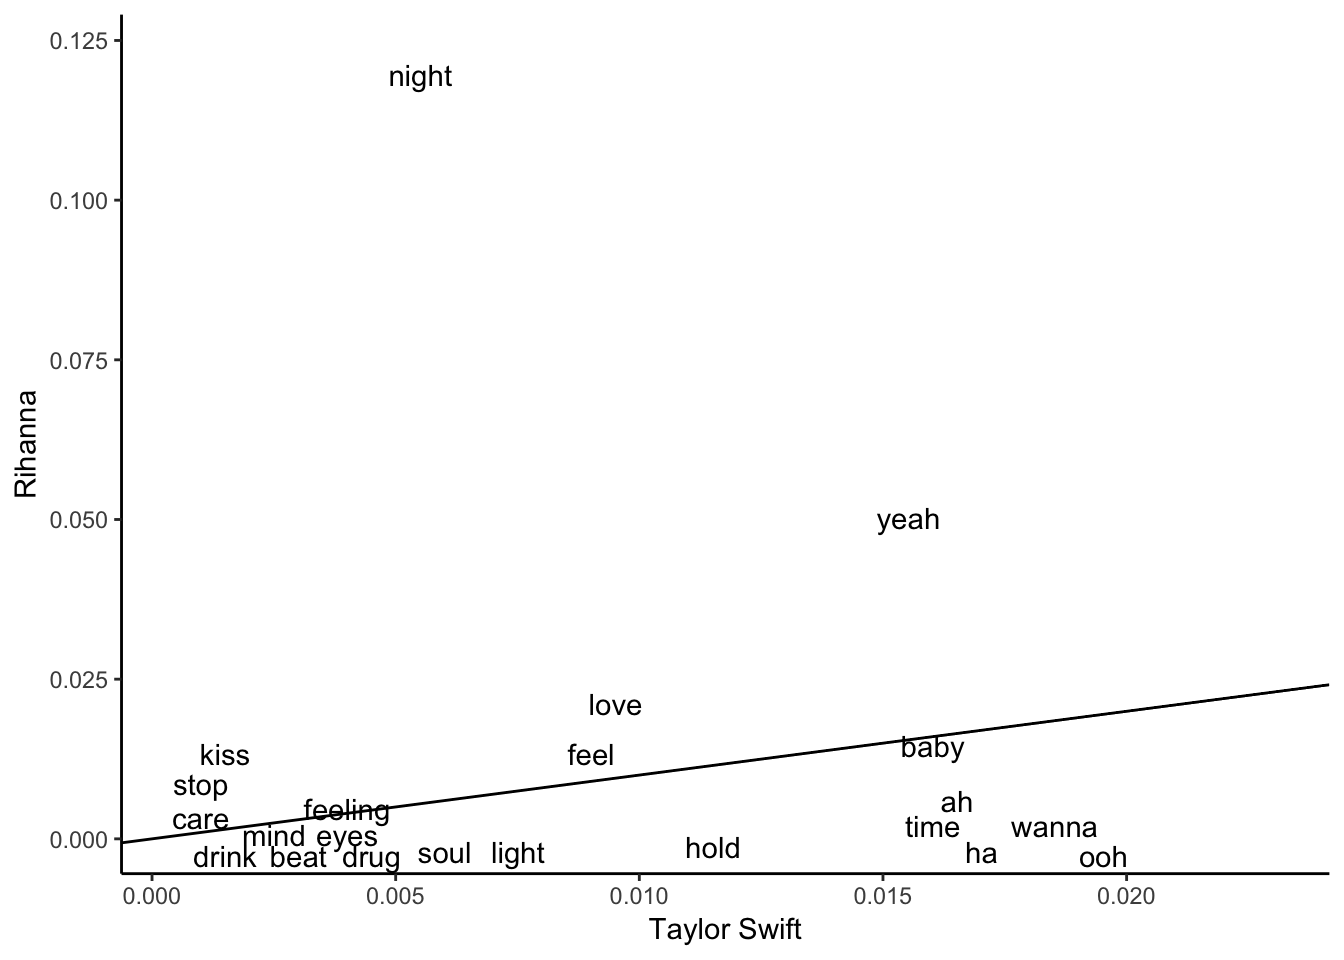 0.125
night
0.100
0.075
Rihanna
0.050
yeah
0.025
love
kiss
feel
baby
stop
feeling
ah
care
time
wanna
0.000
mind
eyes
hold
drink
beat
drug
soul
light
ha
ooh
0.000
0.005
0.010
0.015
0.020
Taylor Swift